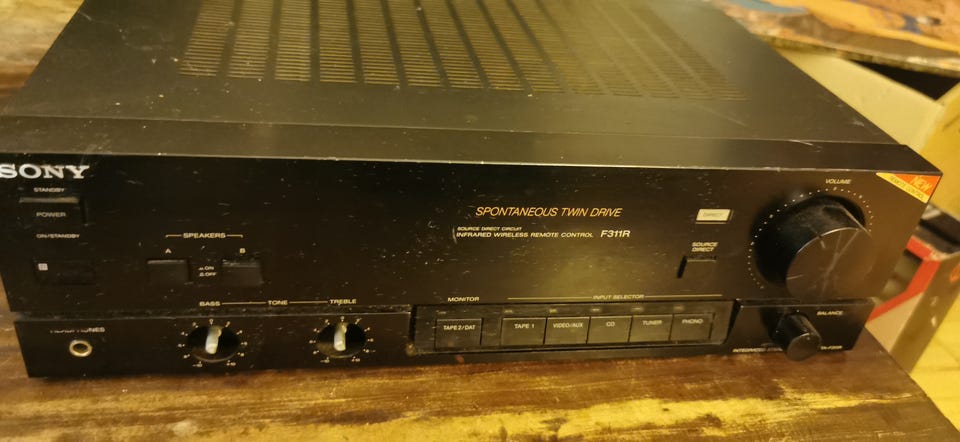 SONY
STANDBY
POWER
ON/STANDBY
SPEAKERS
A
B
ON
OFF
SPONTANEOUS TWIN DRIVE
SOURCE DIRECT CIRCUIT
INFRARED WIRELESS REMOTE CONTROL F311R
DIRECT
SOURCE
DIRECT
VOLUME
BASS TONE TREBLE
MONITOR INPUT SELECTOR
TAPE 2/DAT TAPE 1 VIDEO/AUX CD TUNER PHONO
BALANCE
HEADPHONES
INTEGRATED